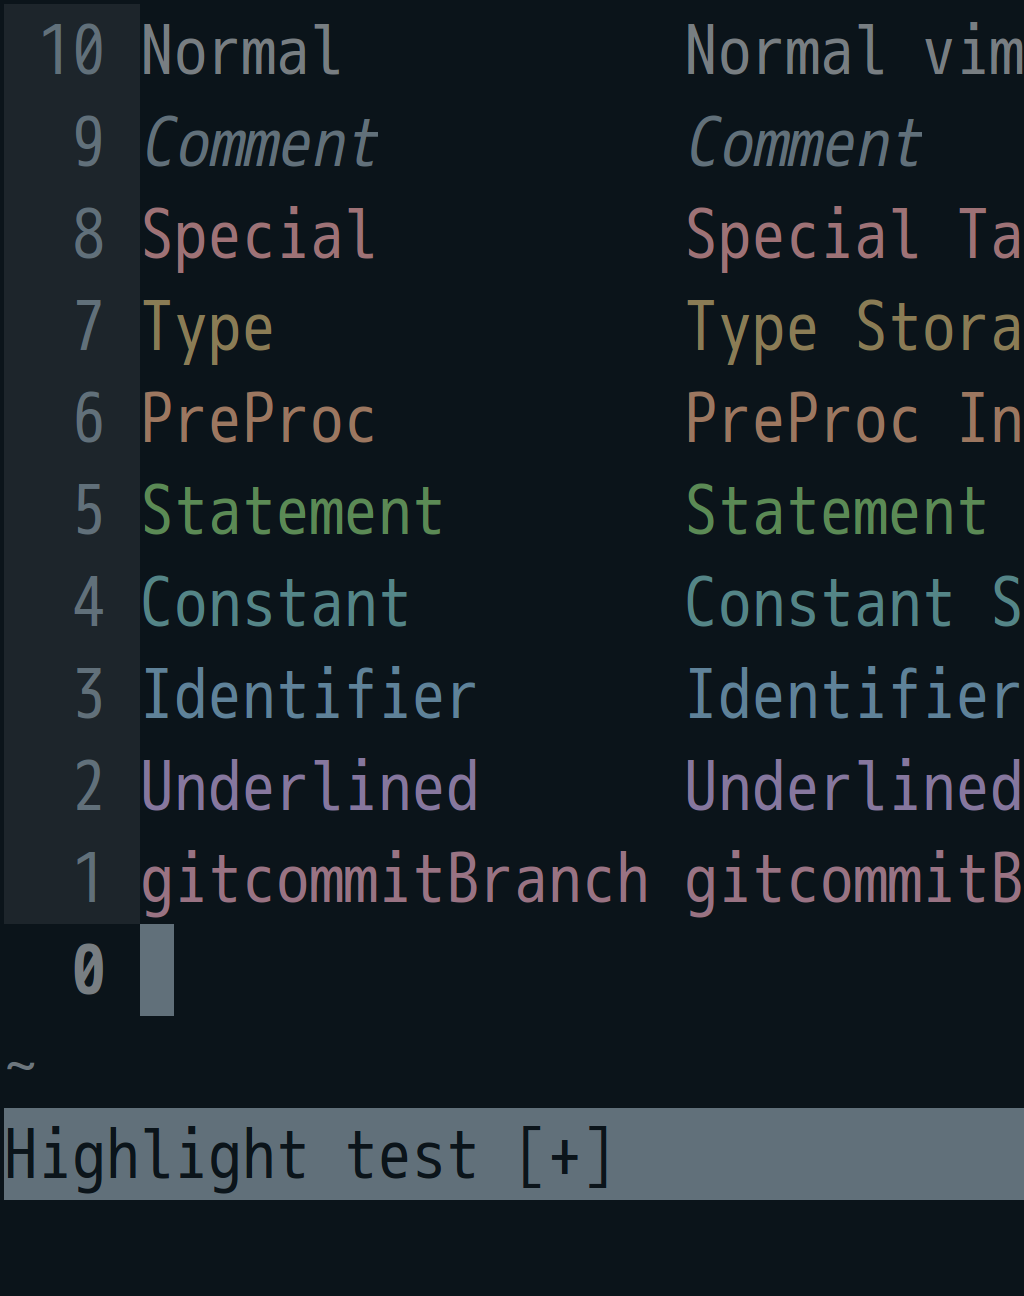 10 Normal Normal vim
9 Comment Comment
8 Special Special Ta
7 Type Type Stora
6 PreProc PreProc In
5 Statement Statement
4 Constant Constant S
3 Identifier Identifier
2 Underlined Underlined
1 gitcommitBranch gitcommitB
0
~
Highlight test [+]